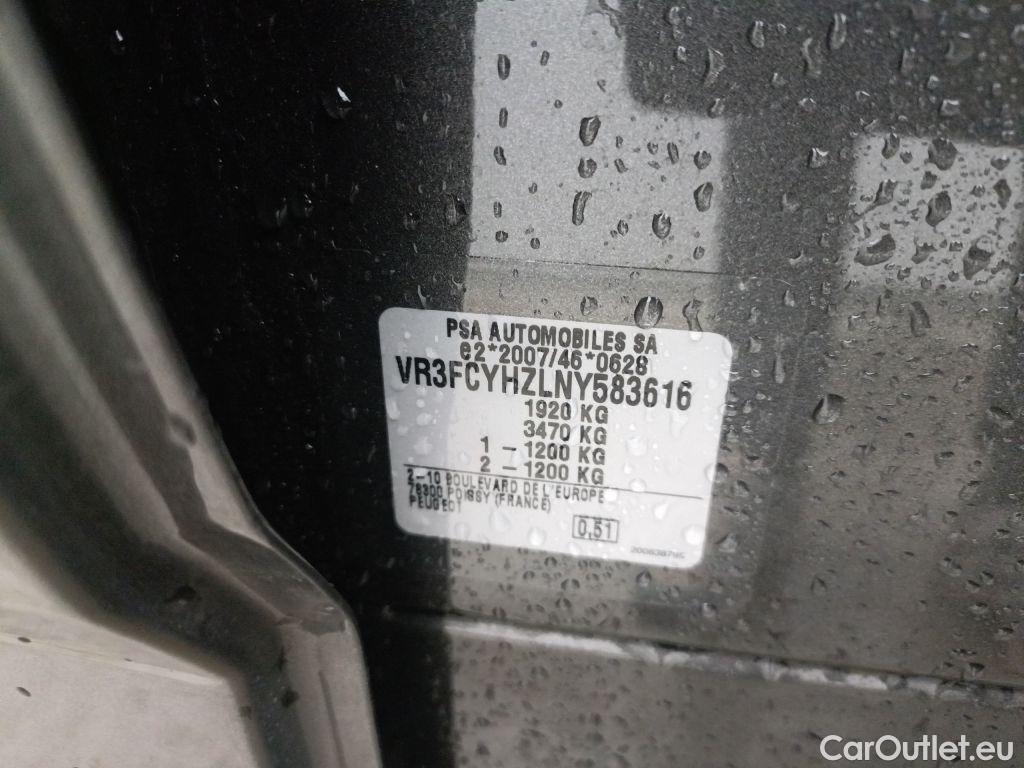 PSA AUTOMOBILES SA
e2*2007/46*0628
VR3FCYHZLNY583616
1920 KG
3470 KG
1 - 1200 KG
2 - 1200 KG
2-10 BOULEVARD DE L'EUROPE
78300 POISSY (FRANCE)
PEUGEOT
0,51
CarOutlet.eu